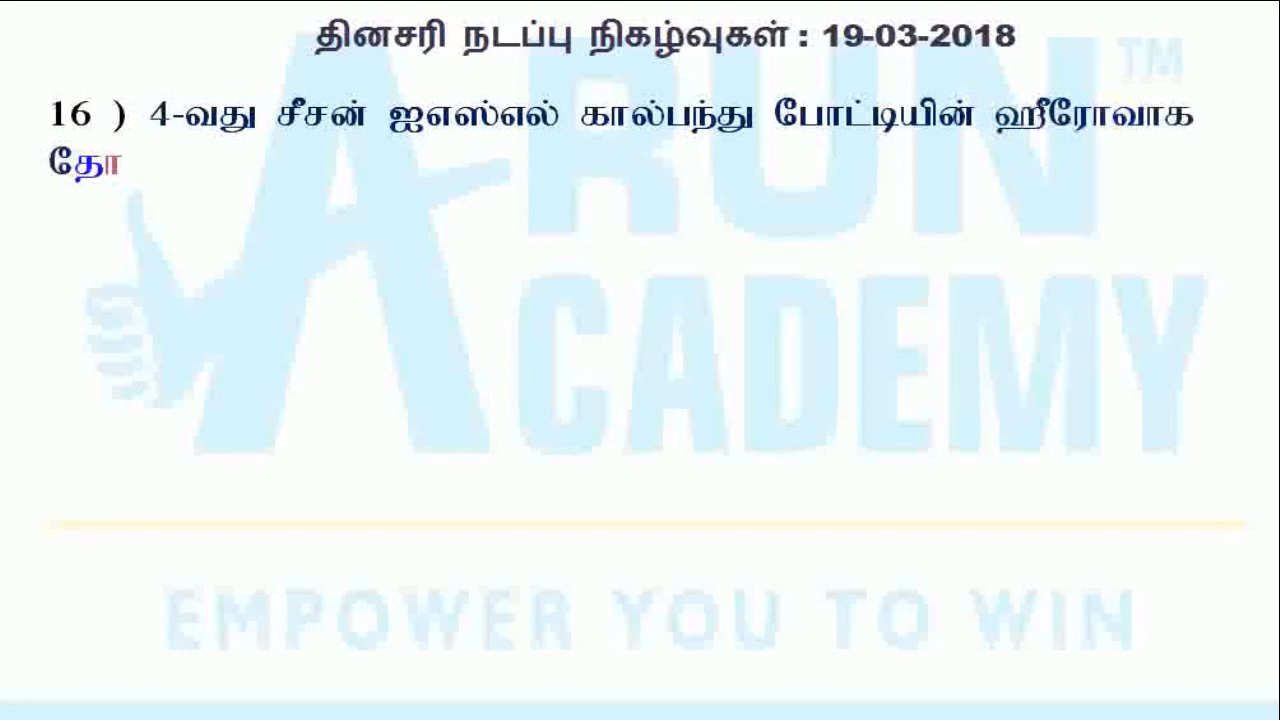 தினசரி நடப்பு நிகழ்வுகள் : 19-03-2018
16 ) 4-வது சீசன் ஐஎஸ்எல் கால்பந்து போட்டியின் ஹீரோவாக
தோ
ARUN
TM
ACADEMY
EMPOWER YOU TO WIN